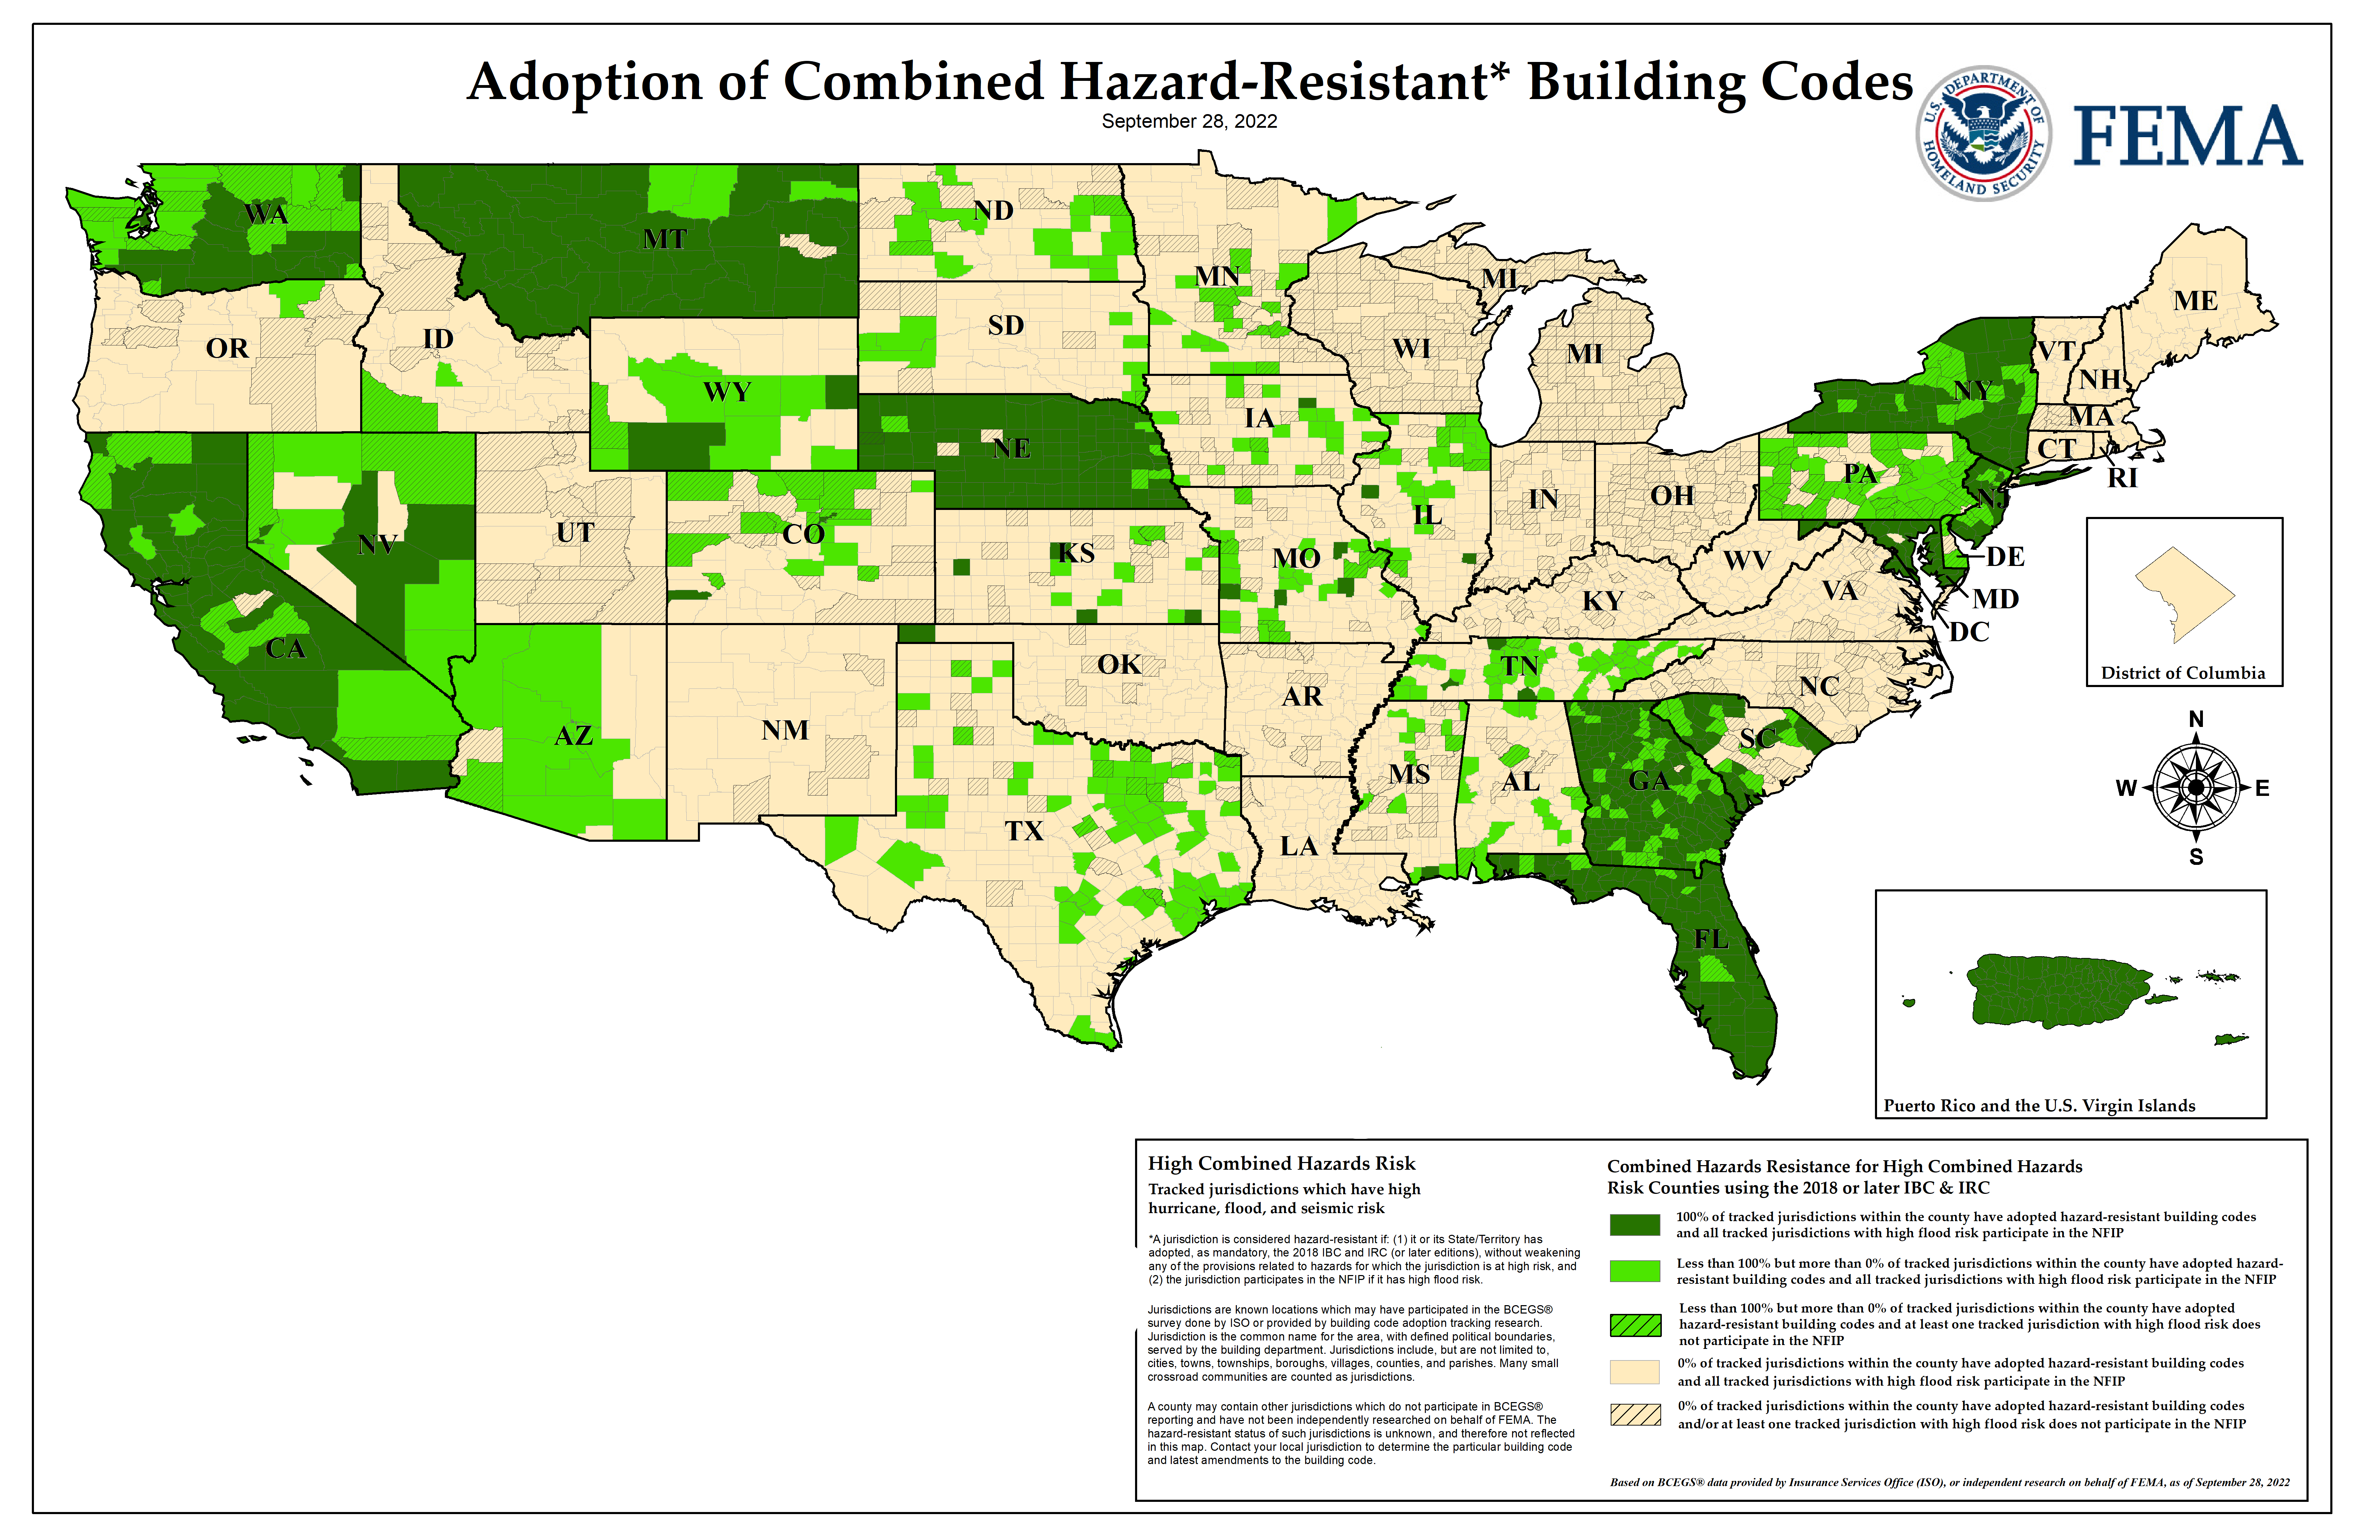 Adoption of Combined Hazard-Resistant* Building Codes
September 28, 2022
U.S. DEPARTMENT OF
HOMELAND SECURITY
FEMA
WA
MT
ND
MN
MI
ME
OR
ID
SD
WI
MI
VT
NH
NY
MA
CT
RI
WY
NE
IA
PA
NJ
UT
CO
NV
KS
MO
IL
IN
OH
WV
VA
KY
DE
MD
DC
CA
AZ
NM
OK
AR
TN
NC
SC
MS
AL
GA
TX
LA
FL
District of Columbia
N
W
E
S
Puerto Rico and the U.S. Virgin Islands
High Combined Hazards Risk
Tracked jurisdictions which have high
hurricane, flood, and seismic risk
*A jurisdiction is considered hazard-resistant if: (1) it or its State/Territory has
adopted, as mandatory, the 2018 IBC and IRC (or later editions), without weakening
any of the provisions related to hazards for which the jurisdiction is at high risk, and
(2) the jurisdiction participates in the NFIP if it has high flood risk.
Jurisdictions are known locations which may have participated in the BCEGS®
survey done by ISO or provided by building code adoption tracking research.
Jurisdiction is the common name for the area, with defined political boundaries,
served by the building department. Jurisdictions include, but are not limited to,
cities, towns, townships, boroughs, villages, counties, and parishes. Many small
crossroad communities are counted as jurisdictions.
A county may contain other jurisdictions which do not participate in BCEGS®
reporting and have not been independently researched on behalf of FEMA. The
hazard-resistant status of such jurisdictions is unknown, and therefore not reflected
in this map. Contact your local jurisdiction to determine the particular building code
and latest amendments to the building code.
Combined Hazards Resistance for High Combined Hazards
Risk Counties using the 2018 or later IBC & IRC
100% of tracked jurisdictions within the county have adopted hazard-resistant building codes
and all tracked jurisdictions with high flood risk participate in the NFIP
Less than 100% but more than 0% of tracked jurisdictions within the county have adopted hazard-
resistant building codes and all tracked jurisdictions with high flood risk participate in the NFIP
Less than 100% but more than 0% of tracked jurisdictions within the county have adopted
hazard-resistant building codes and at least one tracked jurisdiction with high flood risk does
not participate in the NFIP
0% of tracked jurisdictions within the county have adopted hazard-resistant building codes
and all tracked jurisdictions with high flood risk participate in the NFIP
0% of tracked jurisdictions within the county have adopted hazard-resistant building codes
and/or at least one tracked jurisdiction with high flood risk does not participate in the NFIP
Based on BCEGS® data provided by Insurance Services Office (ISO), or independent research on behalf of FEMA, as of September 28, 2022